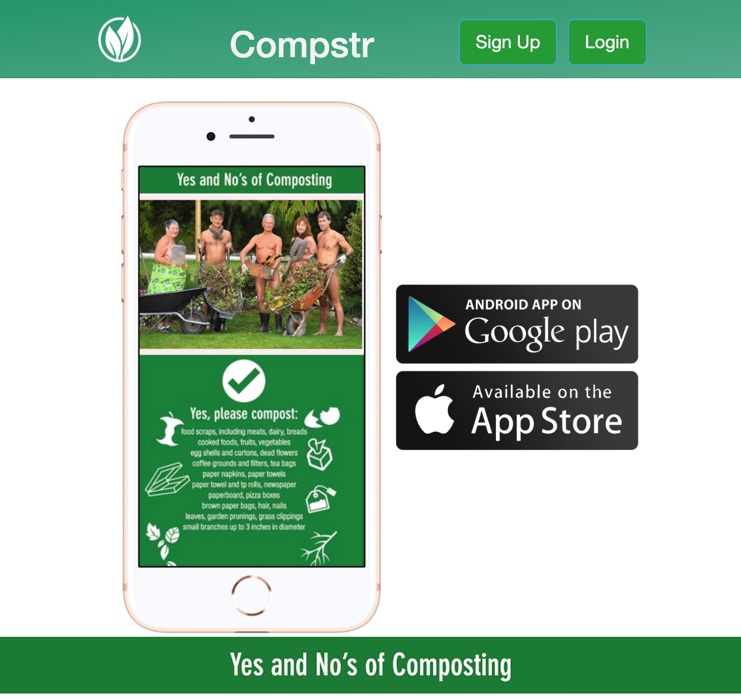 Compstr
Sign Up
Login
Yes and No's of Composting
Yes, please compost:
food scraps, including meats, dairy, breads
cooked foods, fruits, vegetables
egg shells and cartons, dead flowers
coffee grounds and filters, tea bags
paper napkins, paper towels
paper towel and tp rolls, newspaper
paperboard, pizza boxes
brown paper bags, hair, nails
leaves, garden prunings, grass clippings
small branches up to 3 inches in diameter
ANDROID APP ON
Google play
Available on the
App Store
Yes and No's of Composting